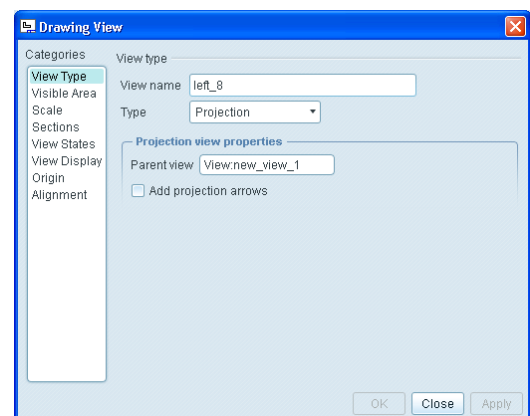 Drawing View
Categories
View Type
Visible Area
Scale
Sections
View States
View Display
Origin
Alignment
View type
View name left_8
Type Projection
Projection view properties
Parent view View:new_view_1
Add projection arrows
OK Close Apply